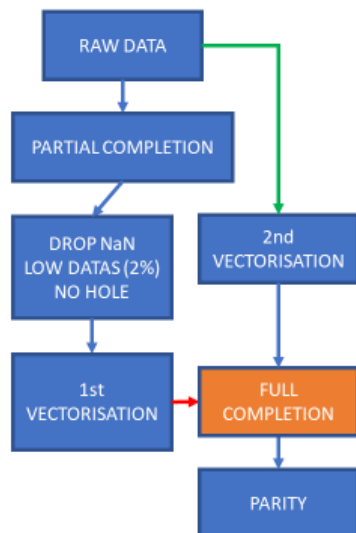 RAW DATA
PARTIAL COMPLETION
DROP NaN
LOW DATAS (2%)
NO HOLE
2nd
VECTORISATION
1st
VECTORISATION
FULL
COMPLETION
PARITY